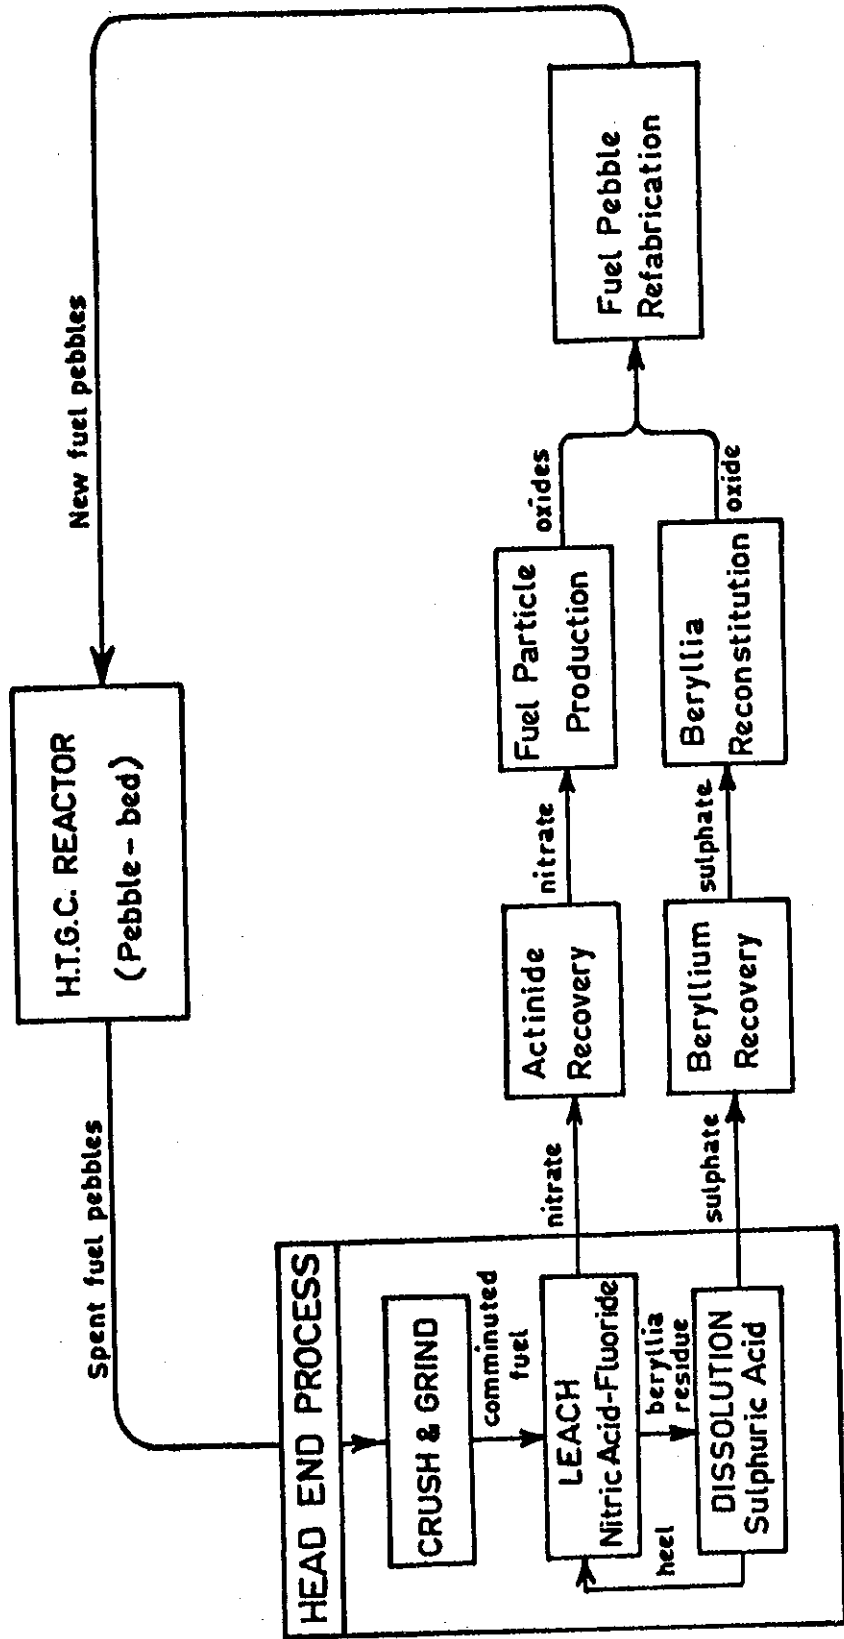 H.T.G.C. REACTOR
(Pebble-bed)
Spent fuel pebbles
New fuel pebbles
HEAD END PROCESS
CRUSH & GRIND
comminuted
fuel
LEACH
Nitric Acid-Fluoride
beryllia
residue
heel
DISSOLUTION
Sulphuric Acid
nitrate
Actinide
Recovery
nitrate
Fuel Particle
Production
oxides
sulphate
Beryllium
Recovery
sulphate
Beryllia
Reconstitution
oxide
Fuel Pebble
Refabrication